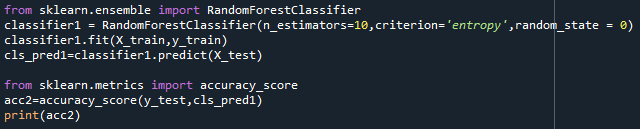 from sklearn.ensemble import RandomForestClassifier
classifier1 = RandomForestClassifier(n_estimators=10,criterion='entropy',random_state = 0)
classifier1.fit(X_train,y_train)
cls_pred1=classifier1.predict(X_test)
from sklearn.metrics import accuracy_score
acc2=accuracy_score(y_test,cls_pred1)
print(acc2)